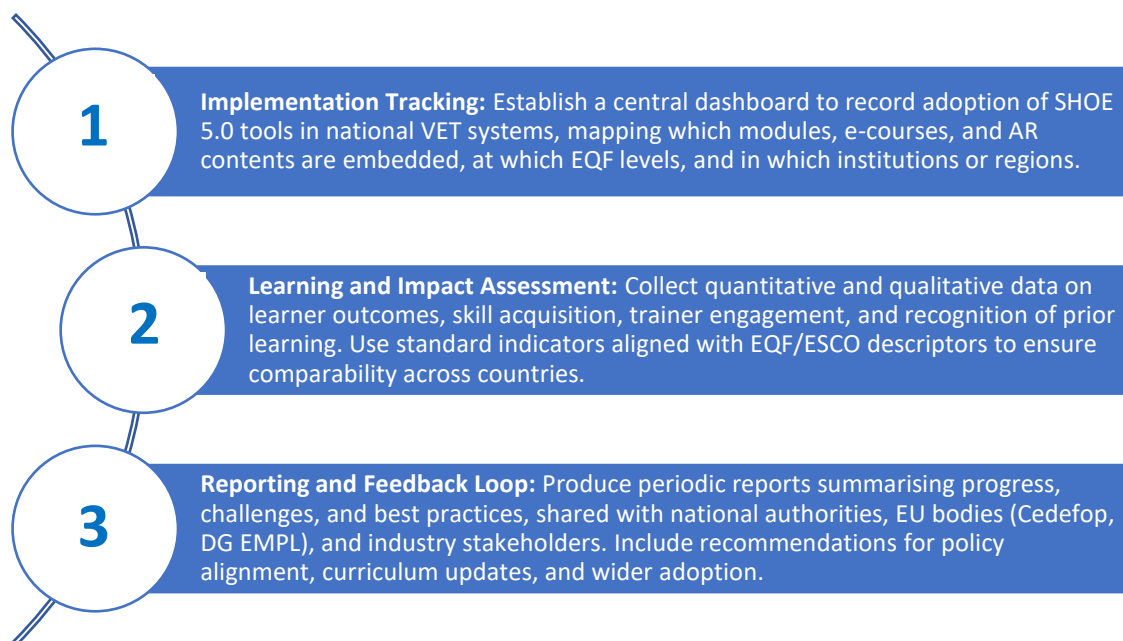 1
Implementation Tracking: Establish a central dashboard to record adoption of SHOE
5.0 tools in national VET systems, mapping which modules, e-courses, and AR
contents are embedded, at which EQF levels, and in which institutions or regions.
2
Learning and Impact Assessment: Collect quantitative and qualitative data on
learner outcomes, skill acquisition, trainer engagement, and recognition of prior
learning. Use standard indicators aligned with EQF/ESCO descriptors to ensure
comparability across countries.
3
Reporting and Feedback Loop: Produce periodic reports summarising progress,
challenges, and best practices, shared with national authorities, EU bodies (Cedefop,
DG EMPL), and industry stakeholders. Include recommendations for policy
alignment, curriculum updates, and wider adoption.